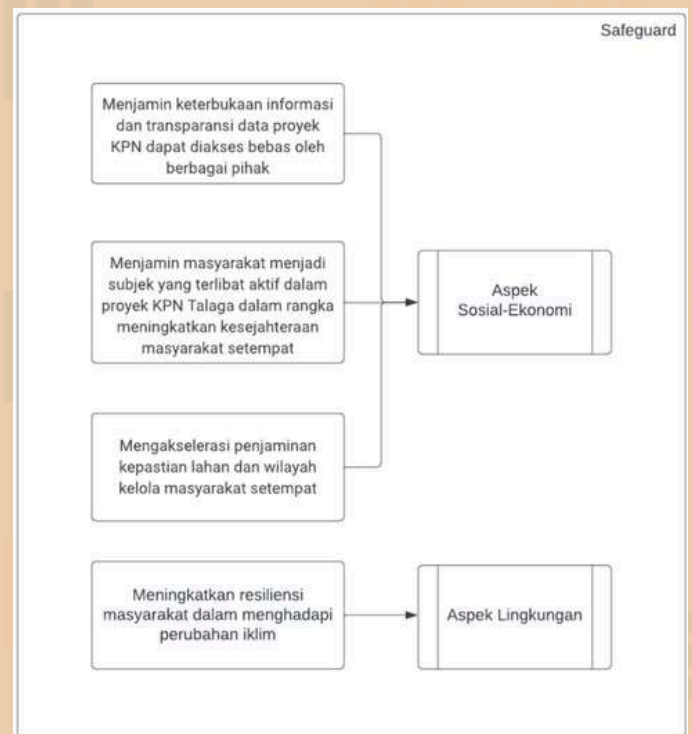 Safeguard
Menjamin keterbukaan informasi
dan transparansi data proyek
KPN dapat diakses bebas oleh
berbagai pihak
Menjamin masyarakat menjadi
subjek yang terlibat aktif dalam
proyek KPN Talaga dalam rangka
meningkatkan kesejahteraan
masyarakat setempat
Aspek
Sosial-Ekonomi
Mengakselerasi penjaminan
kepastian lahan dan wilayah
kelola masyarakat setempat
Meningkatkan resiliensi
masyarakat dalam menghadapi
perubahan iklim
Aspek Lingkungan